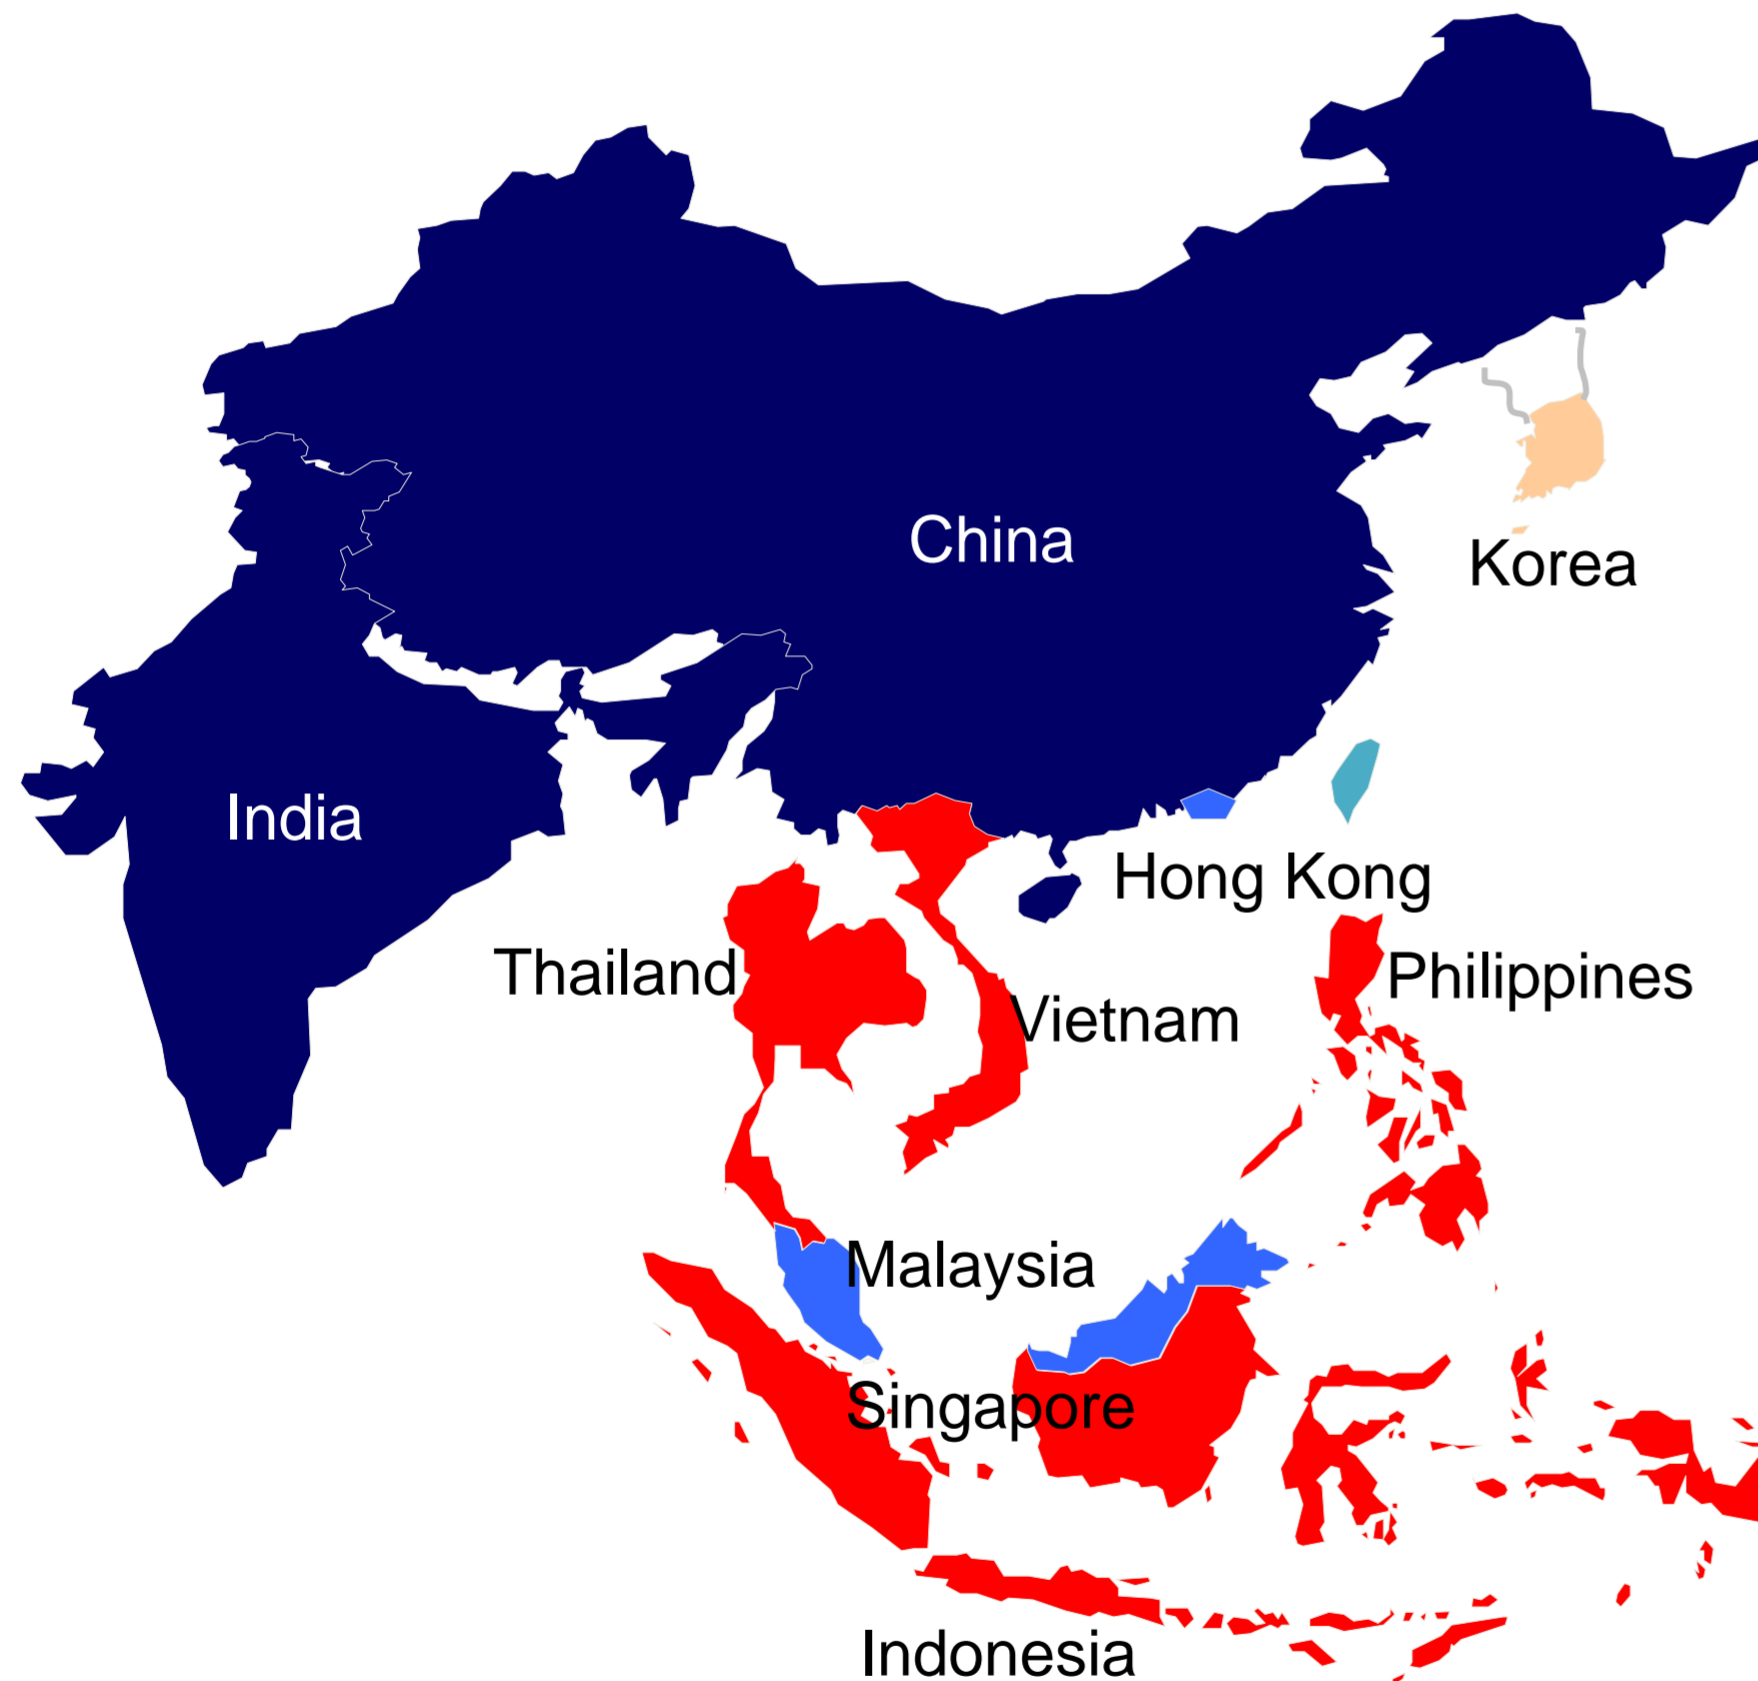 China
Korea
India
Hong Kong
Thailand
Philippines
Vietnam
Malaysia
Singapore
Indonesia